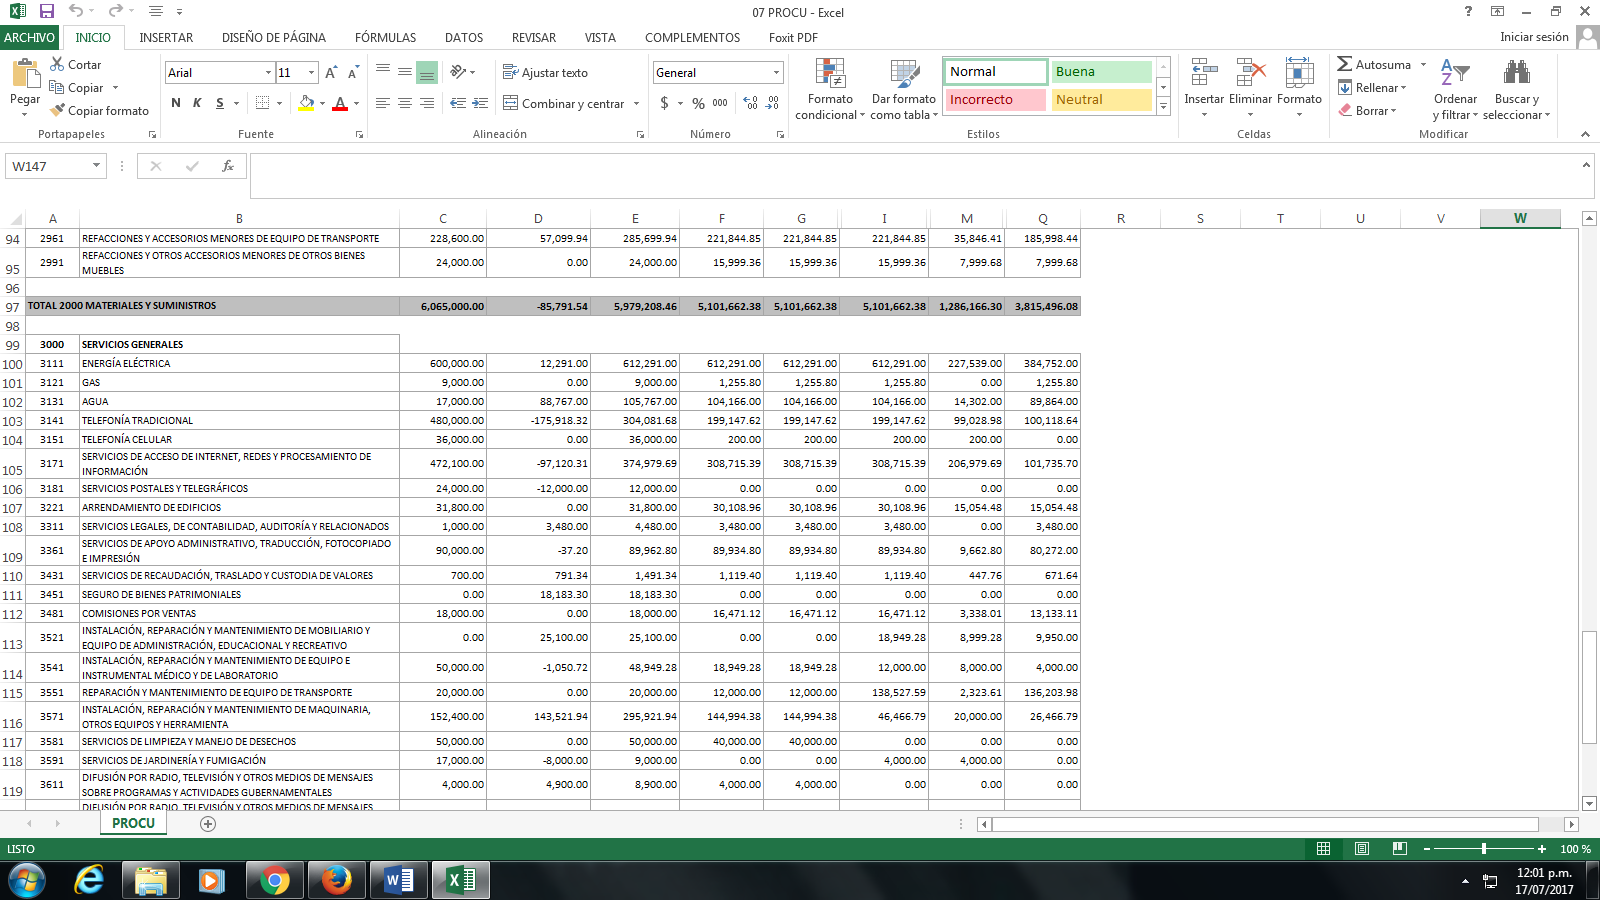 07 PROCU - Excel
ARCHIVO INICIO INSERTAR DISEÑO DE PÁGINA FÓRMULAS DATOS REVISAR VISTA COMPLEMENTOS Foxit PDF Iniciar sesión
Pegar
Cortar
Copiar
Copiar formato
Portapapeles
Arial 11
N K S
Fuente
Ajustar texto
Combinar y centrar
Alineación
General
$ % 000
Número
Formato condicional
Dar formato como tabla
Normal Buena
Incorrecto Neutral
Estilos
Insertar Eliminar Formato
Celdas
Autosuma
Rellenar
Borrar
Ordenar y filtrar
Buscar y seleccionar
Modificar
W147 fx
A B C D E F G I M Q R S T U V W
94 2961 REFACCIONES Y ACCESORIOS MENORES DE EQUIPO DE TRANSPORTE 228,600.00 57,099.94 285,699.94 221,844.85 221,844.85 221,844.85 35,846.41 185,998.44
95 2991 REFACCIONES Y OTROS ACCESORIOS MENORES DE OTROS BIENES MUEBLES 24,000.00 0.00 24,000.00 15,999.36 15,999.36 15,999.36 7,999.68 7,999.68
96
97 TOTAL 2000 MATERIALES Y SUMINISTROS 6,065,000.00 -85,791.54 5,979,208.46 5,101,662.38 5,101,662.38 5,101,662.38 1,286,166.30 3,815,496.08
98
99 3000 SERVICIOS GENERALES
100 3111 ENERGÍA ELÉCTRICA 600,000.00 12,291.00 612,291.00 612,291.00 612,291.00 612,291.00 227,539.00 384,752.00
101 3121 GAS 9,000.00 0.00 9,000.00 1,255.80 1,255.80 1,255.80 0.00 1,255.80
102 3131 AGUA 17,000.00 88,767.00 105,767.00 104,166.00 104,166.00 104,166.00 14,302.00 89,864.00
103 3141 TELEFONÍA TRADICIONAL 480,000.00 -175,918.32 304,081.68 199,147.62 199,147.62 199,147.62 99,028.98 100,118.64
104 3151 TELEFONÍA CELULAR 36,000.00 0.00 36,000.00 200.00 200.00 200.00 200.00 0.00
105 3171 SERVICIOS DE ACCESO DE INTERNET, REDES Y PROCESAMIENTO DE INFORMACIÓN 472,100.00 -97,120.31 374,979.69 308,715.39 308,715.39 308,715.39 206,979.69 101,735.70
106 3181 SERVICIOS POSTALES Y TELEGRÁFICOS 24,000.00 -12,000.00 12,000.00 0.00 0.00 0.00 0.00 0.00
107 3221 ARRENDAMIENTO DE EDIFICIOS 31,800.00 0.00 31,800.00 30,108.96 30,108.96 30,108.96 15,054.48 15,054.48
108 3311 SERVICIOS LEGALES, DE CONTABILIDAD, AUDITORÍA Y RELACIONADOS 1,000.00 3,480.00 4,480.00 3,480.00 3,480.00 3,480.00 0.00 3,480.00
109 3361 SERVICIOS DE APOYO ADMINISTRATIVO, TRADUCCIÓN, FOTOCOPIADO E IMPRESIÓN 90,000.00 -37.20 89,962.80 89,934.80 89,934.80 89,934.80 9,662.80 80,272.00
110 3431 SERVICIOS DE RECAUDACIÓN, TRASLADO Y CUSTODIA DE VALORES 700.00 791.34 1,491.34 1,119.40 1,119.40 1,119.40 447.76 671.64
111 3451 SEGURO DE BIENES PATRIMONIALES 0.00 18,183.30 18,183.30 0.00 0.00 0.00 0.00 0.00
112 3481 COMISIONES POR VENTAS 18,000.00 0.00 18,000.00 16,471.12 16,471.12 16,471.12 3,338.01 13,133.11
113 3521 INSTALACIÓN, REPARACIÓN Y MANTENIMIENTO DE MOBILIARIO Y EQUIPO DE ADMINISTRACIÓN, EDUCACIONAL Y RECREATIVO 0.00 25,100.00 25,100.00 0.00 0.00 18,949.28 8,999.28 9,950.00
114 3541 INSTALACIÓN, REPARACIÓN Y MANTENIMIENTO DE EQUIPO E INSTRUMENTAL MÉDICO Y DE LABORATORIO 50,000.00 -1,050.72 48,949.28 18,949.28 18,949.28 12,000.00 8,000.00 4,000.00
115 3551 REPARACIÓN Y MANTENIMIENTO DE EQUIPO DE TRANSPORTE 20,000.00 0.00 20,000.00 12,000.00 12,000.00 138,527.59 2,323.61 136,203.98
116 3571 INSTALACIÓN, REPARACIÓN Y MANTENIMIENTO DE MAQUINARIA, OTROS EQUIPOS Y HERRAMIENTA 152,400.00 143,521.94 295,921.94 144,994.38 144,994.38 46,466.79 20,000.00 26,466.79
117 3581 SERVICIOS DE LIMPIEZA Y MANEJO DE DESECHOS 50,000.00 0.00 50,000.00 40,000.00 40,000.00 0.00 0.00 0.00
118 3591 SERVICIOS DE JARDINERÍA Y FUMIGACIÓN 17,000.00 -8,000.00 9,000.00 0.00 0.00 4,000.00 4,000.00 0.00
119 3611 DIFUSIÓN POR RADIO, TELEVISIÓN Y OTROS MEDIOS DE MENSAJES SOBRE PROGRAMAS Y ACTIVIDADES GUBERNAMENTALES 4,000.00 4,900.00 8,900.00 4,000.00 4,000.00 0.00 0.00 0.00
DIFUSIÓN POR RADIO, TELEVISIÓN Y OTROS MEDIOS DE MENSAJES
PROCU
LISTO 100 %
12:01 p.m.
17/07/2017